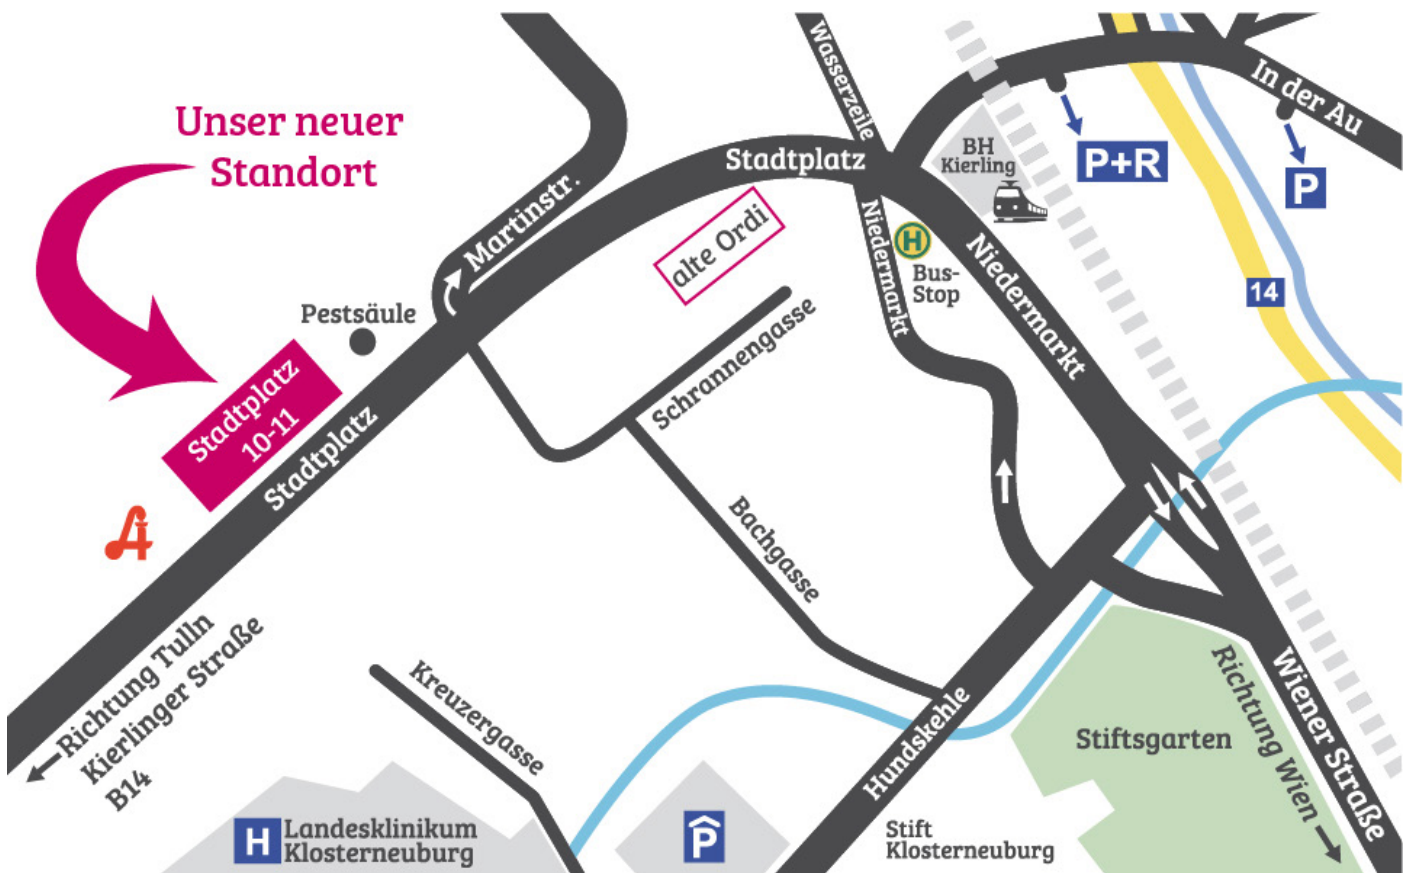 Unser neuer
Standort
Wasserzeile
In der Au
Stadtplatz
BH
Kierling
P+R
P
Martinstr.
alte Ordi
Niedermarkt
H
Bus-
Stop
Niedermarkt
14
Pestsäule
Schrannengasse
Stadtplatz
10-11
Stadtplatz
Bachgasse
Richtung Tulln
Kierlinger Straße
B14
Kreuzergasse
Hundskehle
Stiftsgarten
Richtung Wien
Wiener Straße
H
Landesklinikum
Klosterneuburg
P
Stift
Klosterneuburg